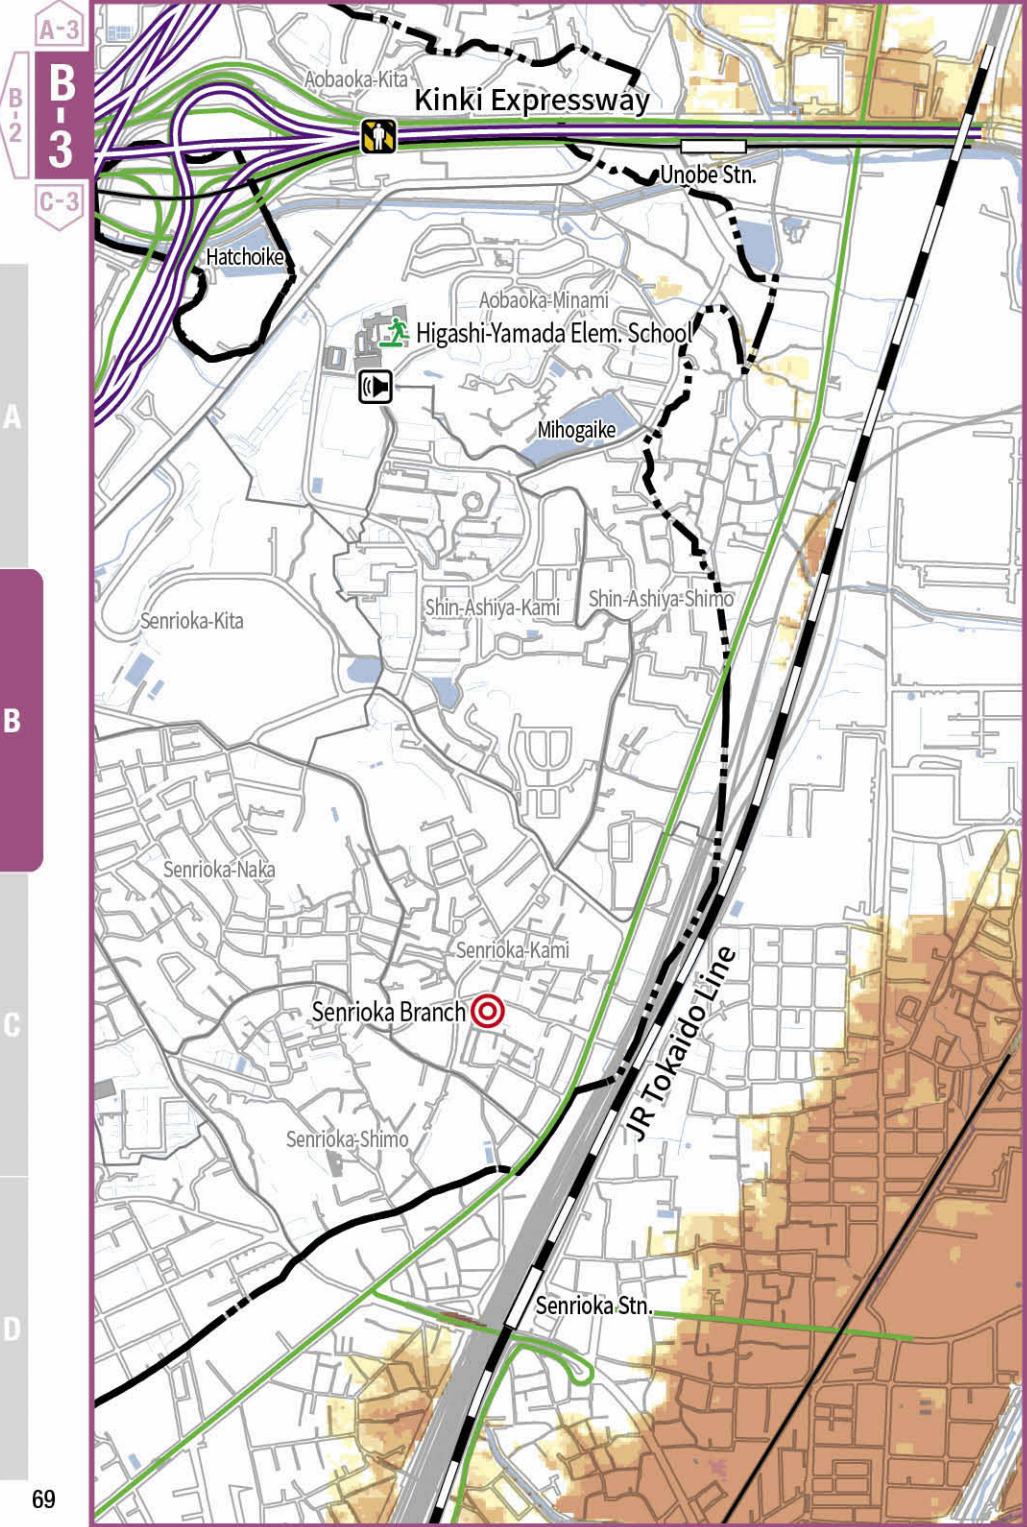 A-3
B-2
B-3
C-3
Aobaoka-Kita
Kinki Expressway
Unobe Stn.
Hatchoike
Aobaoka-Minami
Higashi-Yamada Elem. School
A
Mihogaike
Shin-Ashiya-Kami
Shin-Ashiya-Shimo
Senrioka-Kita
B
Senrioka-Naka
Senrioka-Kami
Senrioka Branch
JR Tokaido Line
C
Senrioka-Shimo
Senrioka Stn.
D
69